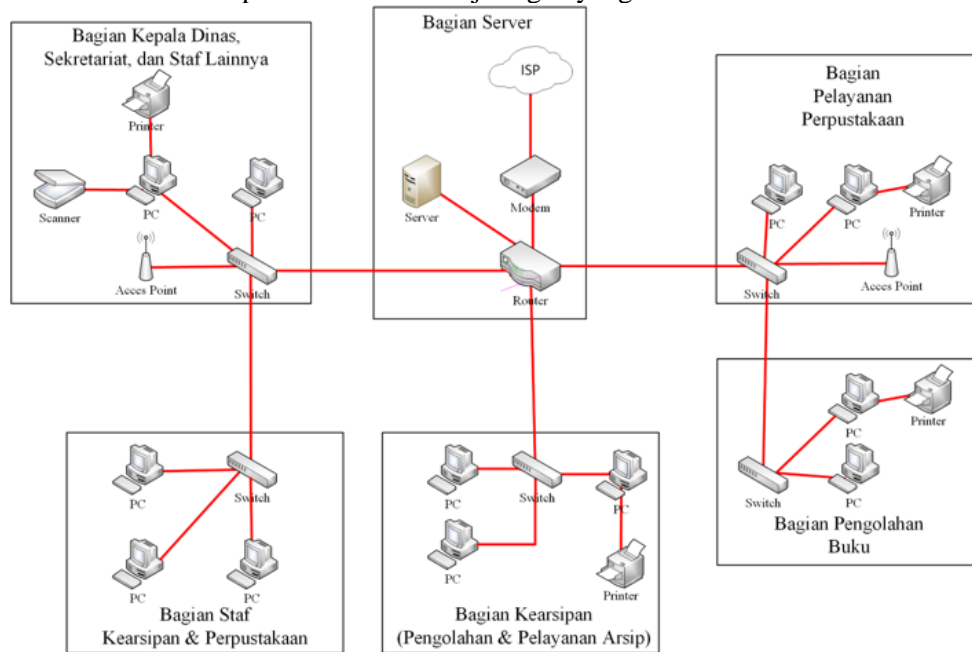 Bagian Kepala Dinas,
Sekretariat, dan Staf Lainnya
Printer
Scanner
PC
PC
Acces Point
Switch
Bagian Server
ISP
Server
Modem
Router
Bagian
Pelayanan
Perpustakaan
PC
PC
Printer
Switch
Acces Point
PC
Printer
Switch
PC
Bagian Pengolahan
Buku
PC
Switch
PC
PC
Bagian Staf
Kearsipan & Perpustakaan
PC
Switch
PC
PC
Printer
Bagian Kearsipan
(Pengolahan & Pelayanan Arsip)